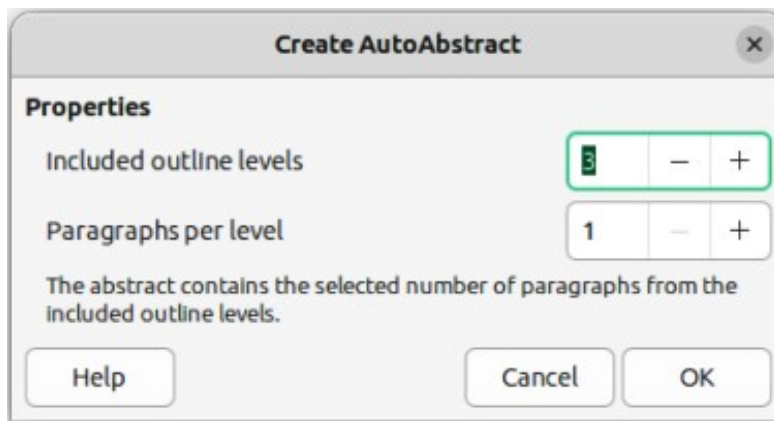 Create AutoAbstract
Properties
Included outline levels 3
Paragraphs per level 1
The abstract contains the selected number of paragraphs from the
included outline levels.
Help Cancel OK